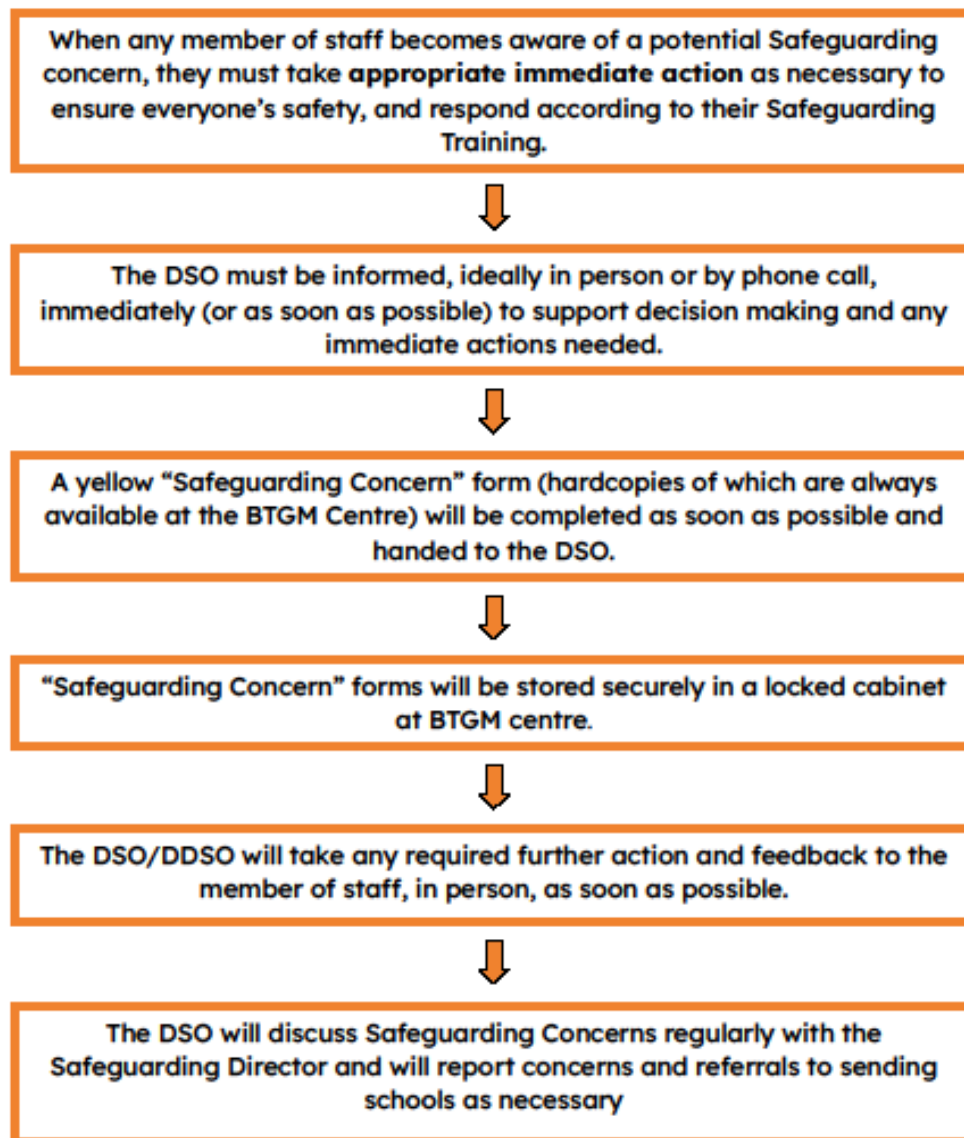 When any member of staff becomes aware of a potential Safeguarding
concern, they must take appropriate immediate action as necessary to
ensure everyone’s safety, and respond according to their Safeguarding
Training.
The DSO must be informed, ideally in person or by phone call,
immediately (or as soon as possible) to support decision making and any
immediate actions needed.
A yellow “Safeguarding Concern” form (hardcopies of which are always
available at the BTGM Centre) will be completed as soon as possible and
handed to the DSO.
“Safeguarding Concern” forms will be stored securely in a locked cabinet
at BTGM centre.
The DSO/DDSO will take any required further action and feedback to the
member of staff, in person, as soon as possible.
The DSO will discuss Safeguarding Concerns regularly with the
Safeguarding Director and will report concerns and referrals to sending
schools as necessary